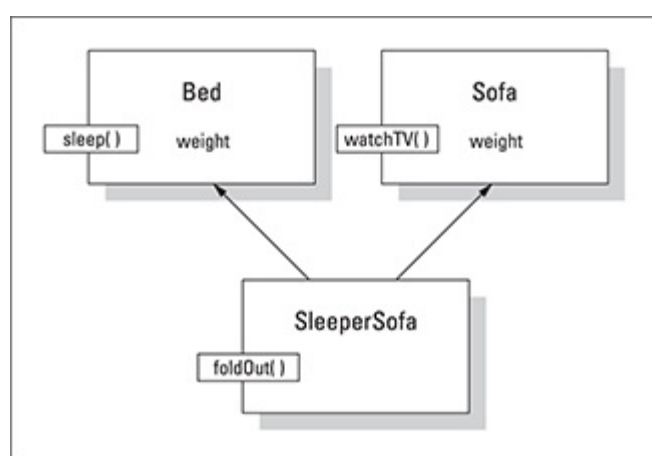 Bed
sleep( )
weight
Sofa
watchTV( )
weight
SleeperSofa
foldOut( )